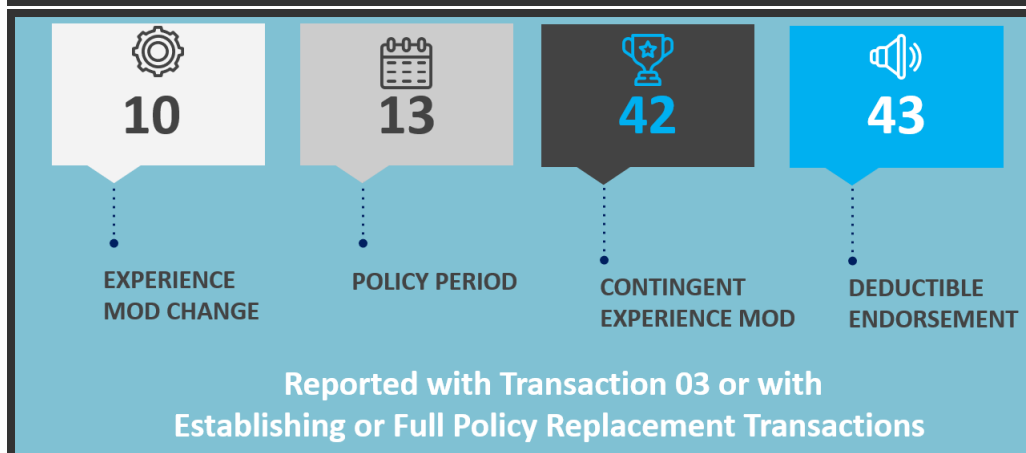 10
13
42
43
EXPERIENCE
MOD CHANGE
POLICY PERIOD
CONTINGENT
EXPERIENCE MOD
DEDUCTIBLE
ENDORSEMENT
Reported with Transaction 03 or with
Establishing or Full Policy Replacement Transactions